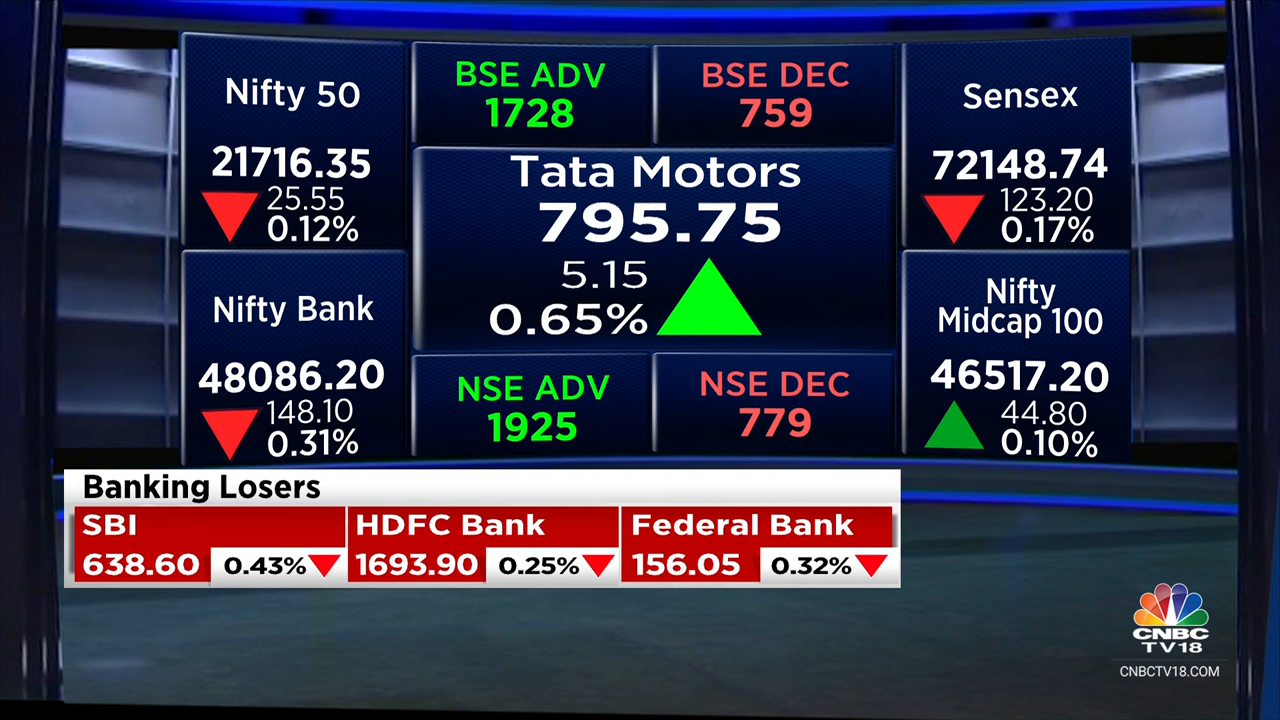 Nifty 50
21716.35
25.55
0.12%
BSE ADV
1728
BSE DEC
759
Sensex
72148.74
123.20
0.17%
Tata Motors
795.75
5.15
0.65%
Nifty Bank
48086.20
148.10
0.31%
NSE ADV
1925
NSE DEC
779
Nifty
Midcap 100
46517.20
44.80
0.10%
Banking Losers
SBI
638.60 0.43%
HDFC Bank
1693.90 0.25%
Federal Bank
156.05 0.32%
CNBC
TV18
CNBCTV18.COM